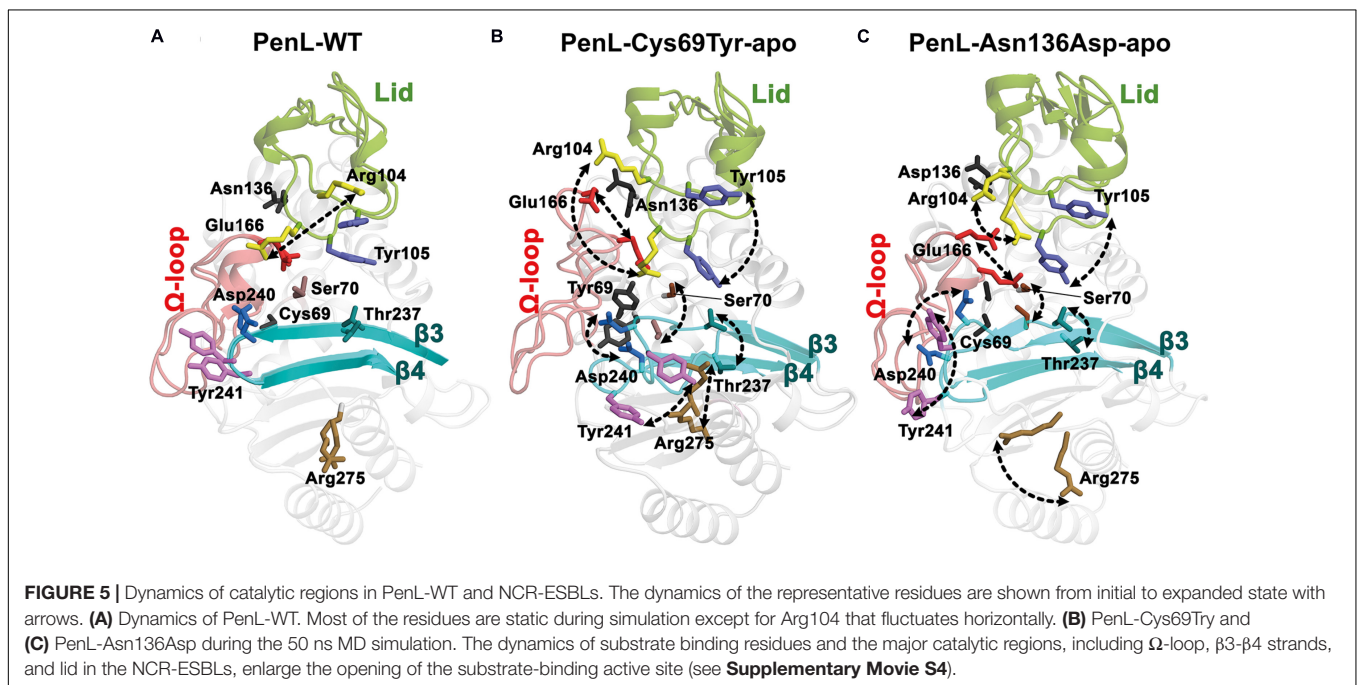 A PenL-WT
Lid
Asn136
Arg104
Glu166
Tyr105
Ω-loop
Asp240
Ser70
Cys69
Thr237
Tyr241
β3
β4
Arg275
B PenL-Cys69Tyr-apo
Lid
Arg104
Tyr105
Glu166
Asn136
Ω-loop
Tyr69
Ser70
Asp240
Thr237
β3
β4
Tyr241
Arg275
C PenL-Asn136Asp-apo
Lid
Asp136
Arg104
Tyr105
Glu166
Ω-loop
Ser70
Cys69
Asp240
Thr237
β3
β4
Tyr241
Arg275
FIGURE 5 | Dynamics of catalytic regions in PenL-WT and NCR-ESBLs. The dynamics of the representative residues are shown from initial to expanded state with
arrows. (A) Dynamics of PenL-WT. Most of the residues are static during simulation except for Arg104 that fluctuates horizontally. (B) PenL-Cys69Try and
(C) PenL-Asn136Asp during the 50 ns MD simulation. The dynamics of substrate binding residues and the major catalytic regions, including Ω-loop, β3-β4 strands,
and lid in the NCR-ESBLs, enlarge the opening of the substrate-binding active site (see Supplementary Movie S4).